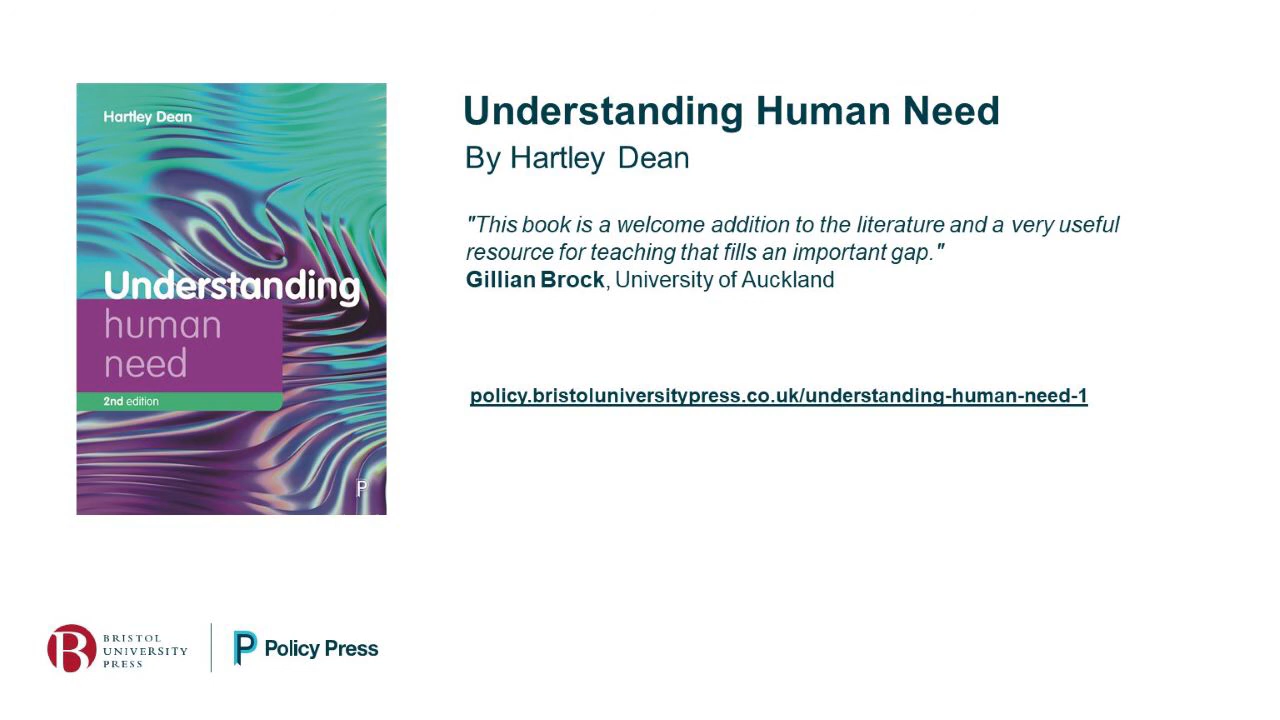 Hartley Dean
Understanding
human
need
2nd edition
P
Understanding Human Need
By Hartley Dean
"This book is a welcome addition to the literature and a very useful
resource for teaching that fills an important gap."
Gillian Brock, University of Auckland
policy.bristoluniversitypress.co.uk/understanding-human-need-1
B
BRISTOL
UNIVERSITY
PRESS
P
Policy Press